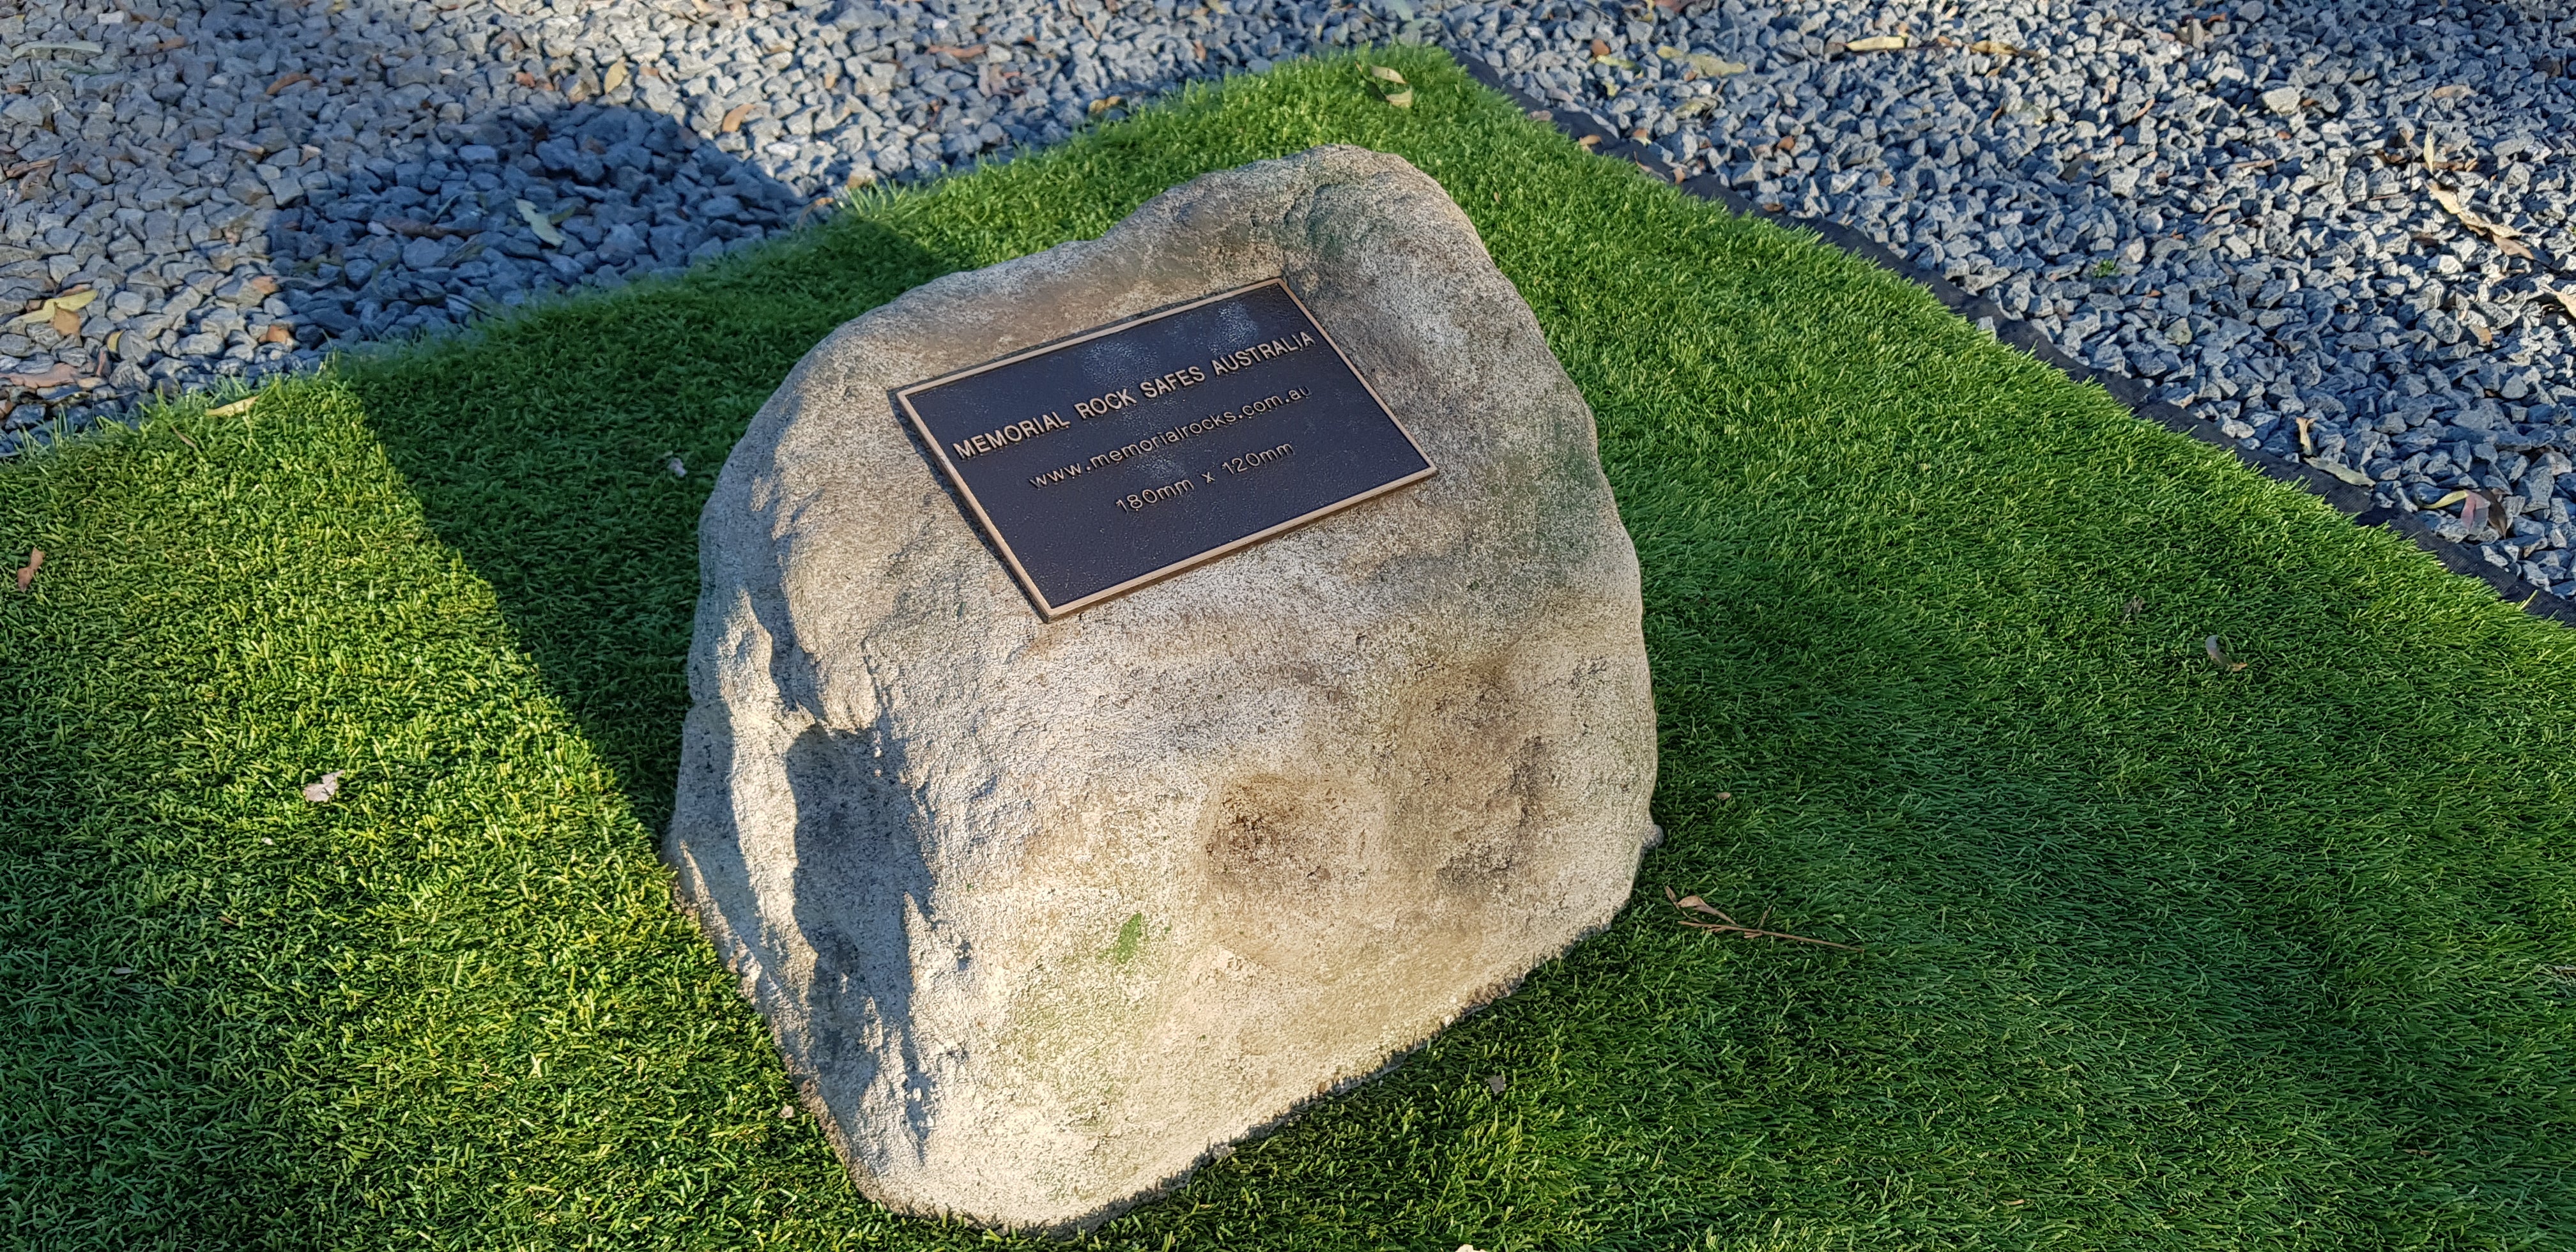 MEMORIAL ROCK SAFES AUSTRALIA
www.memorialrocks.com.au
180mm x 120mm